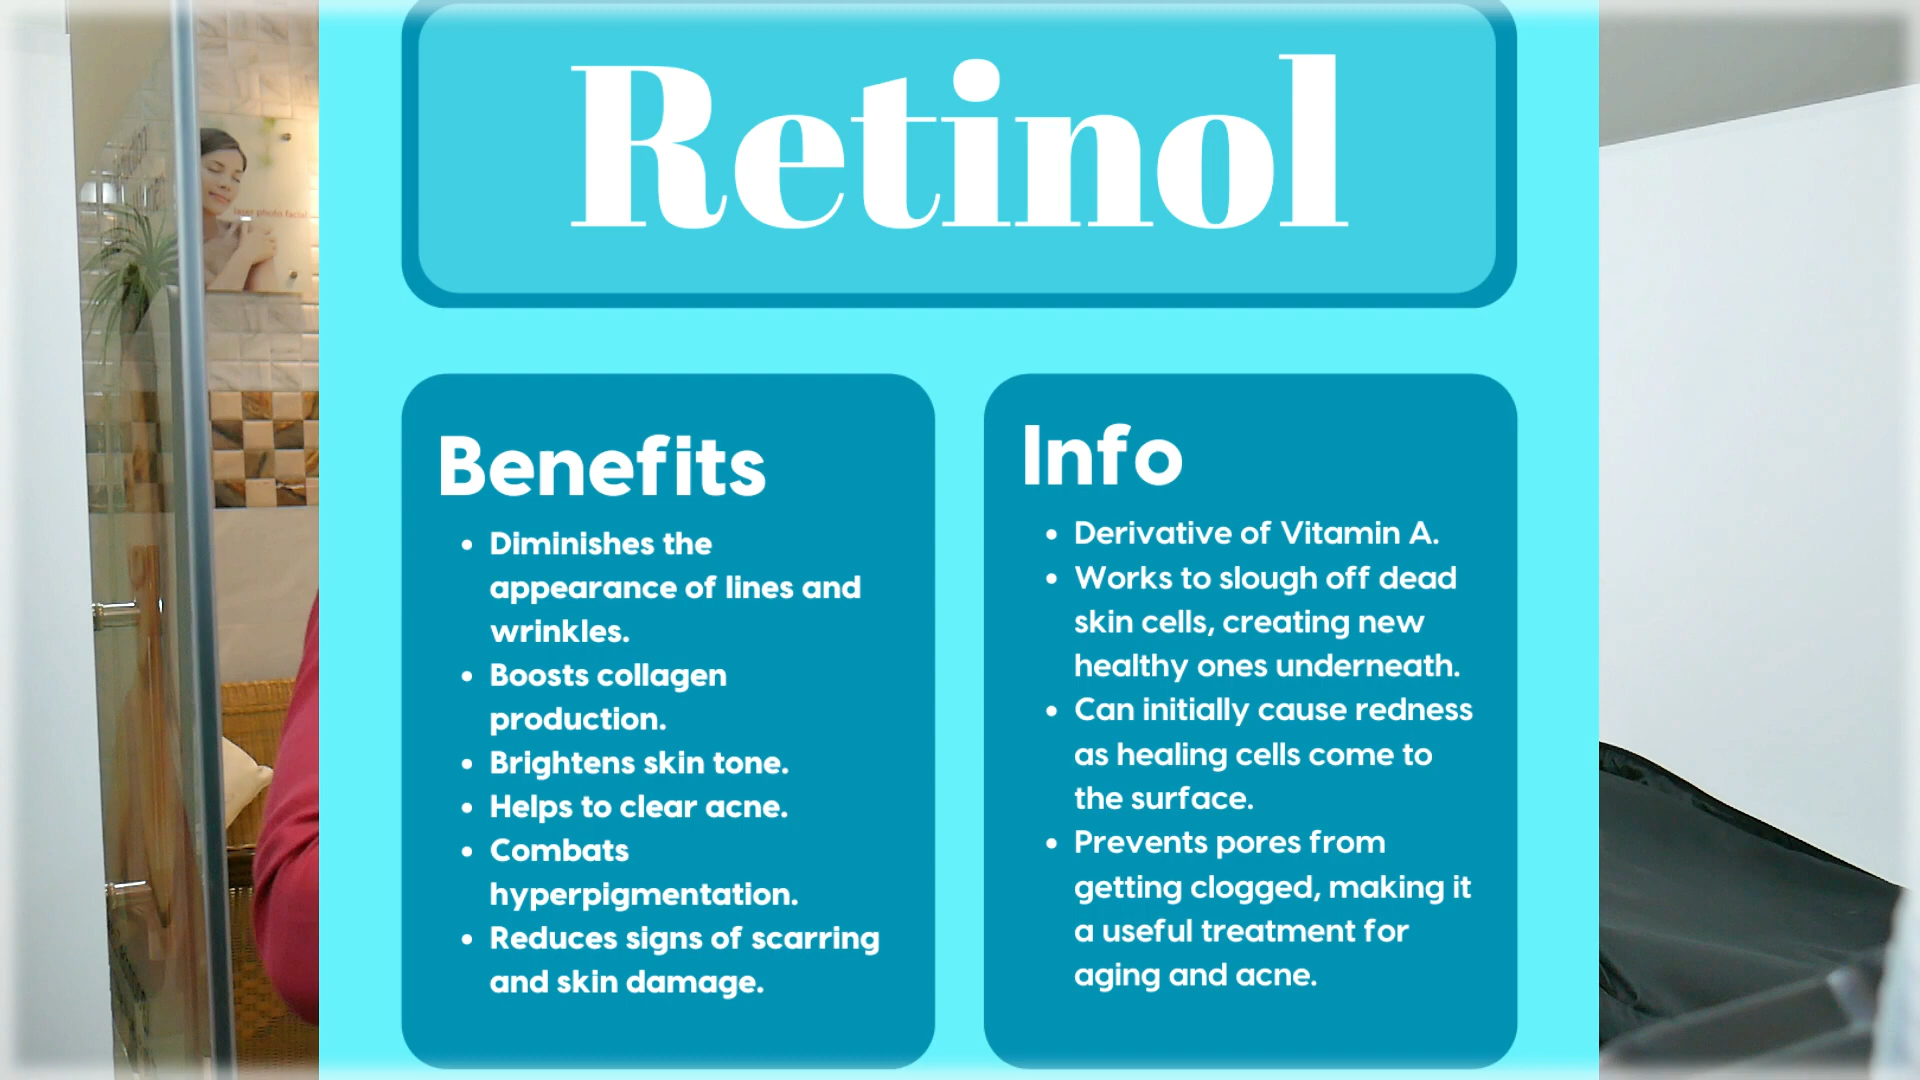 Retinol
Benefits
• Diminishes the
appearance of lines and
wrinkles.
• Boosts collagen
production.
• Brightens skin tone.
• Helps to clear acne.
• Combats
hyperpigmentation.
• Reduces signs of scarring
and skin damage.
Info
• Derivative of Vitamin A.
• Works to slough off dead
skin cells, creating new
healthy ones underneath.
• Can initially cause redness
as healing cells come to
the surface.
• Prevents pores from
getting clogged, making it
a useful treatment for
aging and acne.
laser photo facial